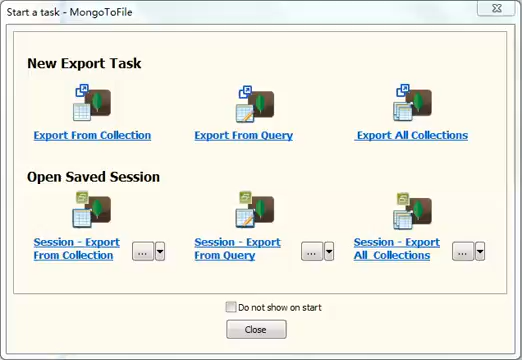 Start a task - MongoToFile
New Export Task
Export From Collection
Export From Query
Export All Collections
Open Saved Session
Session - Export
From Collection
...
Session - Export
From Query
...
Session - Export
All Collections
...
Do not show on start
Close